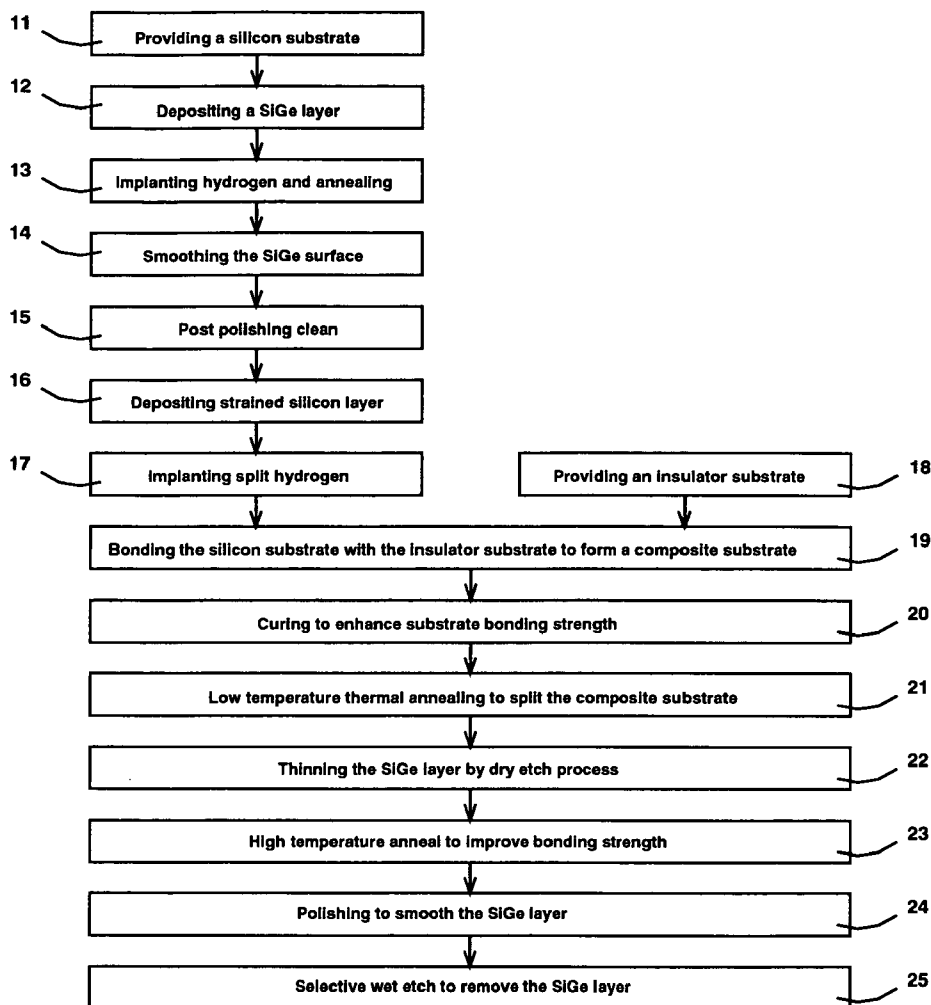 11 Providing a silicon substrate
12 Depositing a SiGe layer
13 Implanting hydrogen and annealing
14 Smoothing the SiGe surface
15 Post polishing clean
16 Depositing strained silicon layer
17 Implanting split hydrogen
Providing an insulator substrate 18
Bonding the silicon substrate with the insulator substrate to form a composite substrate 19
Curing to enhance substrate bonding strength 20
Low temperature thermal annealing to split the composite substrate 21
Thinning the SiGe layer by dry etch process 22
High temperature anneal to improve bonding strength 23
Polishing to smooth the SiGe layer 24
Selective wet etch to remove the SiGe layer 25